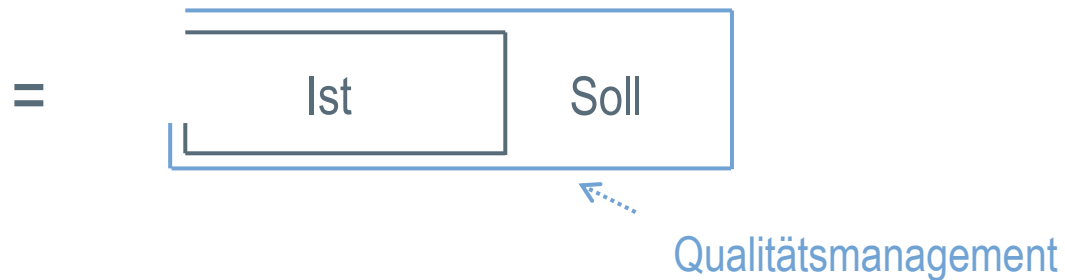 = Ist Soll
Qualitätsmanagement